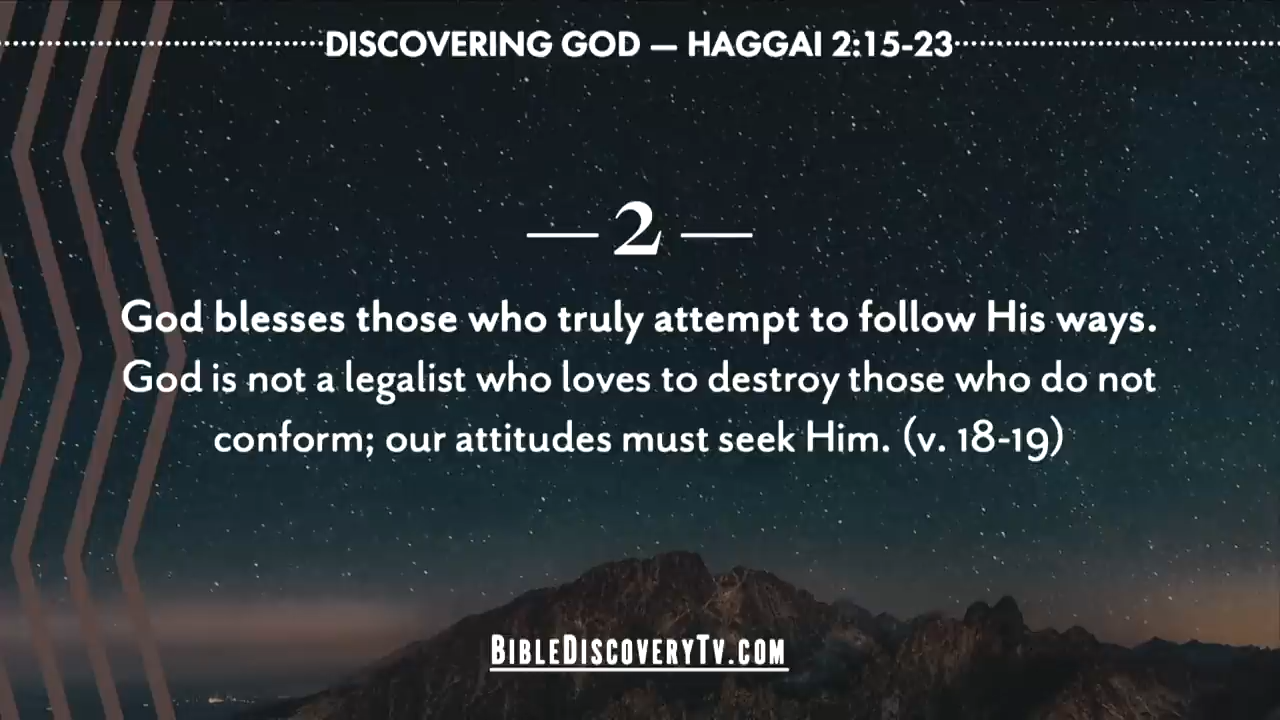 DISCOVERING GOD — HAGGAI 2:15-23
— 2 —
God blesses those who truly attempt to follow His ways.
God is not a legalist who loves to destroy those who do not
conform; our attitudes must seek Him. (v. 18-19)
BIBLEDISCOVERYTV.COM